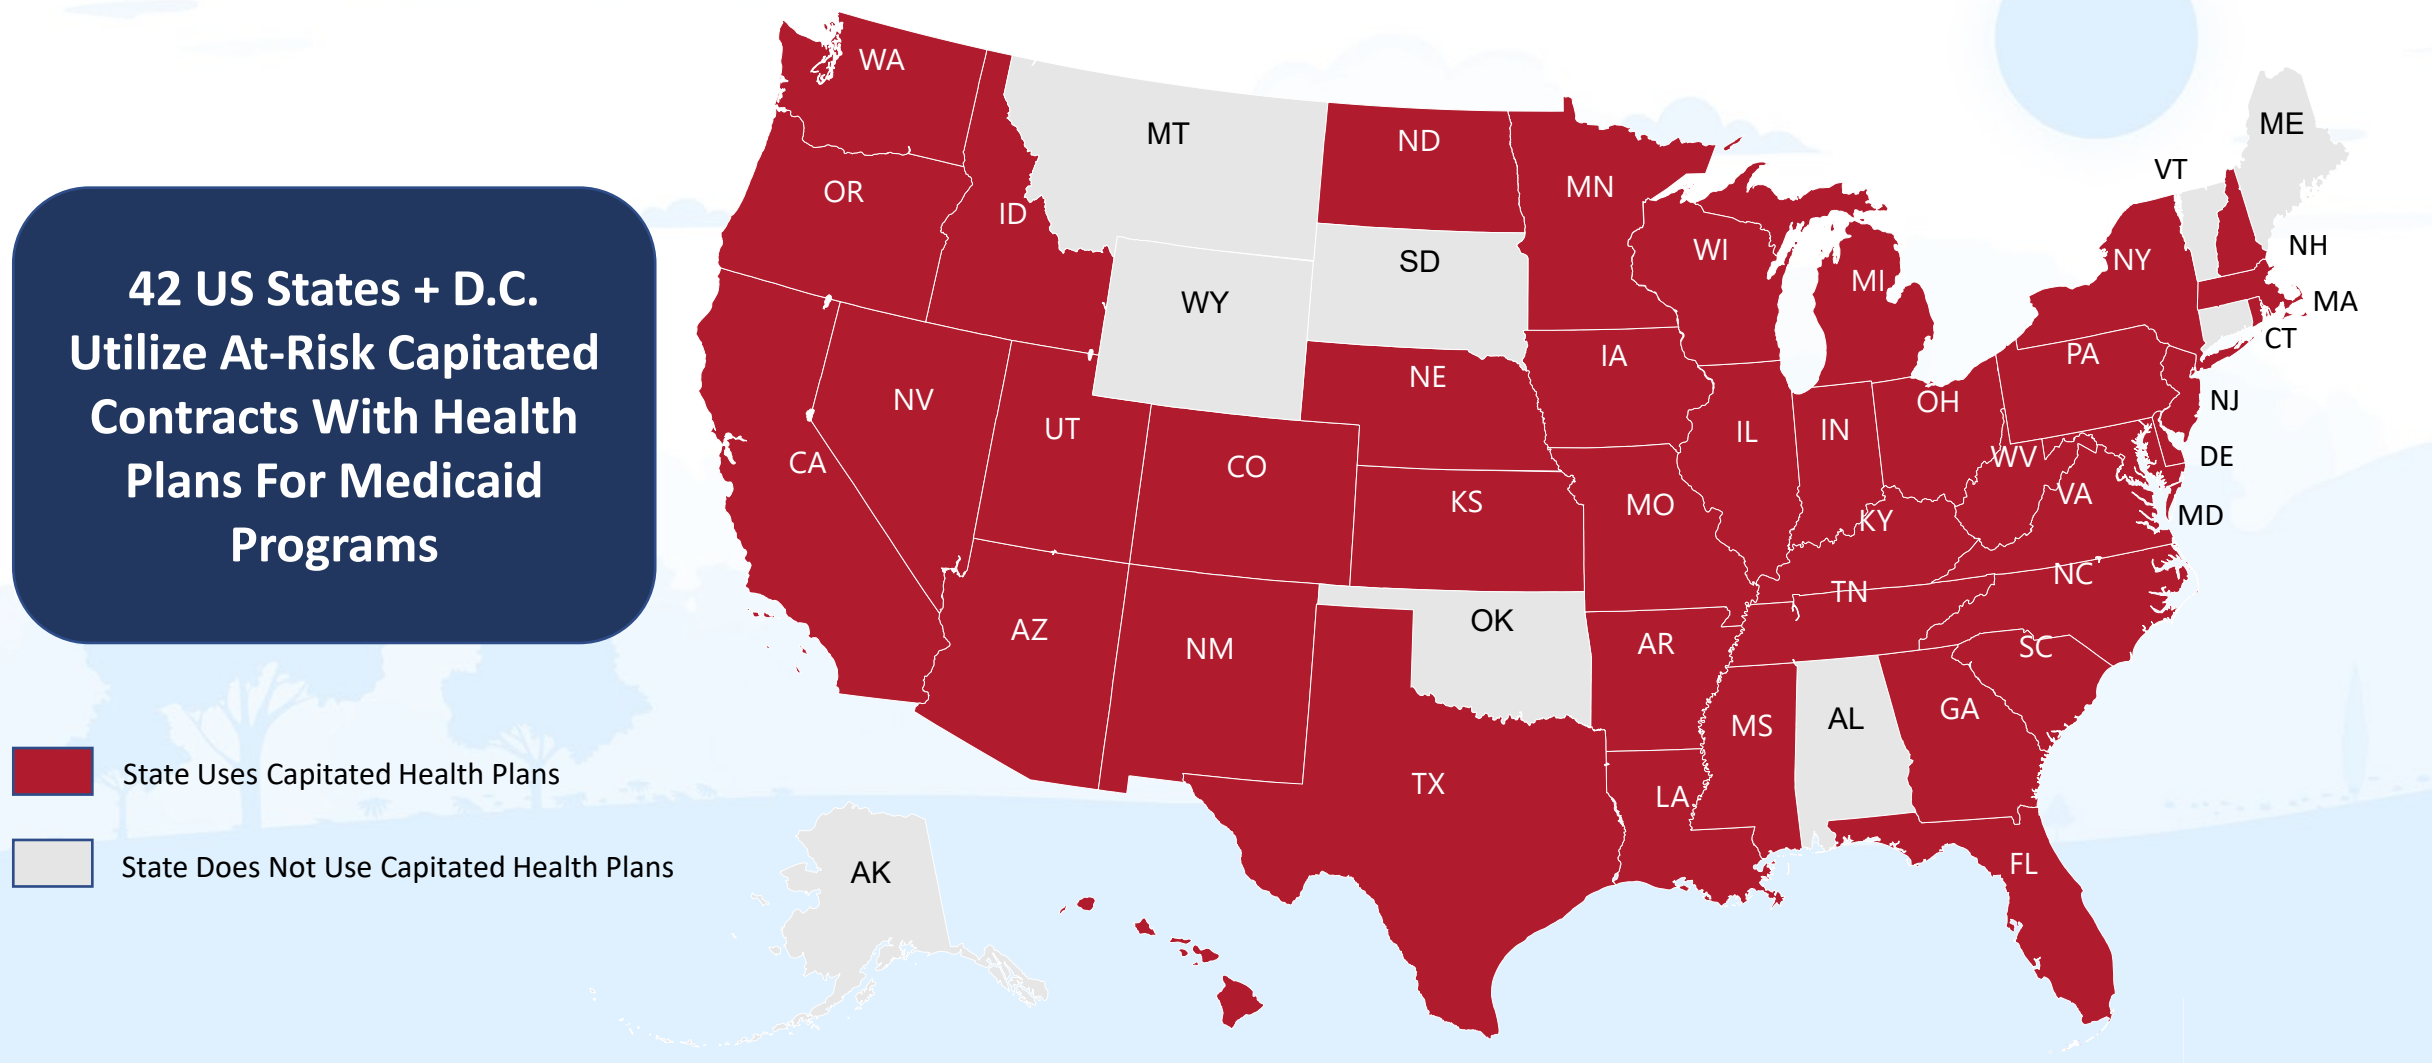 42 US States + D.C.
Utilize At-Risk Capitated
Contracts With Health
Plans For Medicaid
Programs
State Uses Capitated Health Plans
State Does Not Use Capitated Health Plans
WA
OR
ID
MT
ND
MN
SD
WY
WI
MI
NY
VT
ME
NH
MA
CT
NJ
DE
MD
PA
OH
WV
VA
KY
IN
IL
IA
NE
NV
UT
CA
CO
KS
MO
TN
NC
SC
AZ
NM
OK
AR
MS
AL
GA
LA
TX
FL
AK